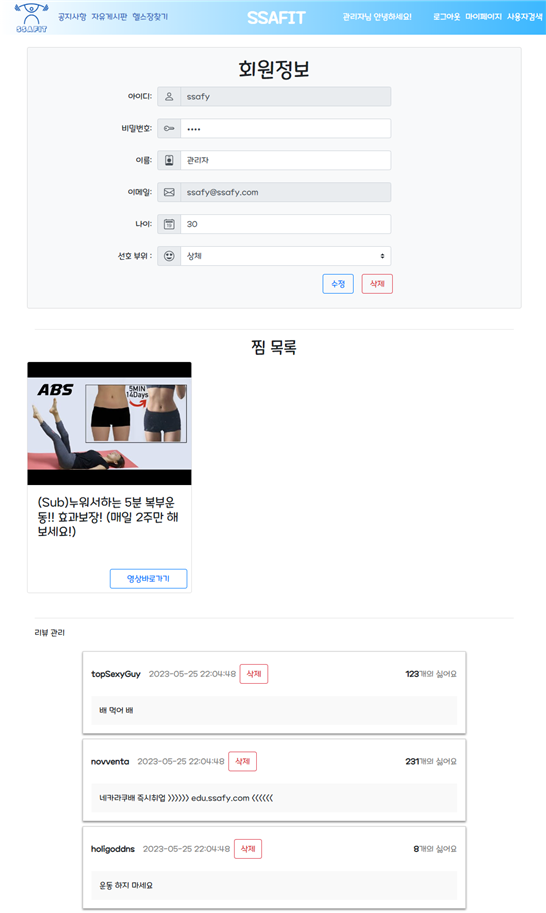 SSAFIT
공지사항 자유게시판 헬스장찾기
SSAFIT
관리자님 안녕하세요!
로그아웃 마이페이지 사용자검색
회원정보
아이디: ssafy
비밀번호: ••••
이름: 관리자
이메일: ssafy@ssafy.com
나이: 30
선호 부위 : 상체
수정 삭제
찜 목록
ABS
5MIN
14Days
(Sub)누워서하는 5분 복부운
동!! 효과보장! (매일 2주만 해
보세요!)
영상바로가기
리뷰 관리
topSexyGuy 2023-05-25 22:04:48 삭제 123개의 싫어요
배 먹어 배
novventa 2023-05-25 22:04:48 삭제 231개의 싫어요
네카라쿠배 즉시취업 》》》 edu.ssafy.com 《《《
holigoddns 2023-05-25 22:04:48 삭제 8개의 싫어요
운동 하지 마세요